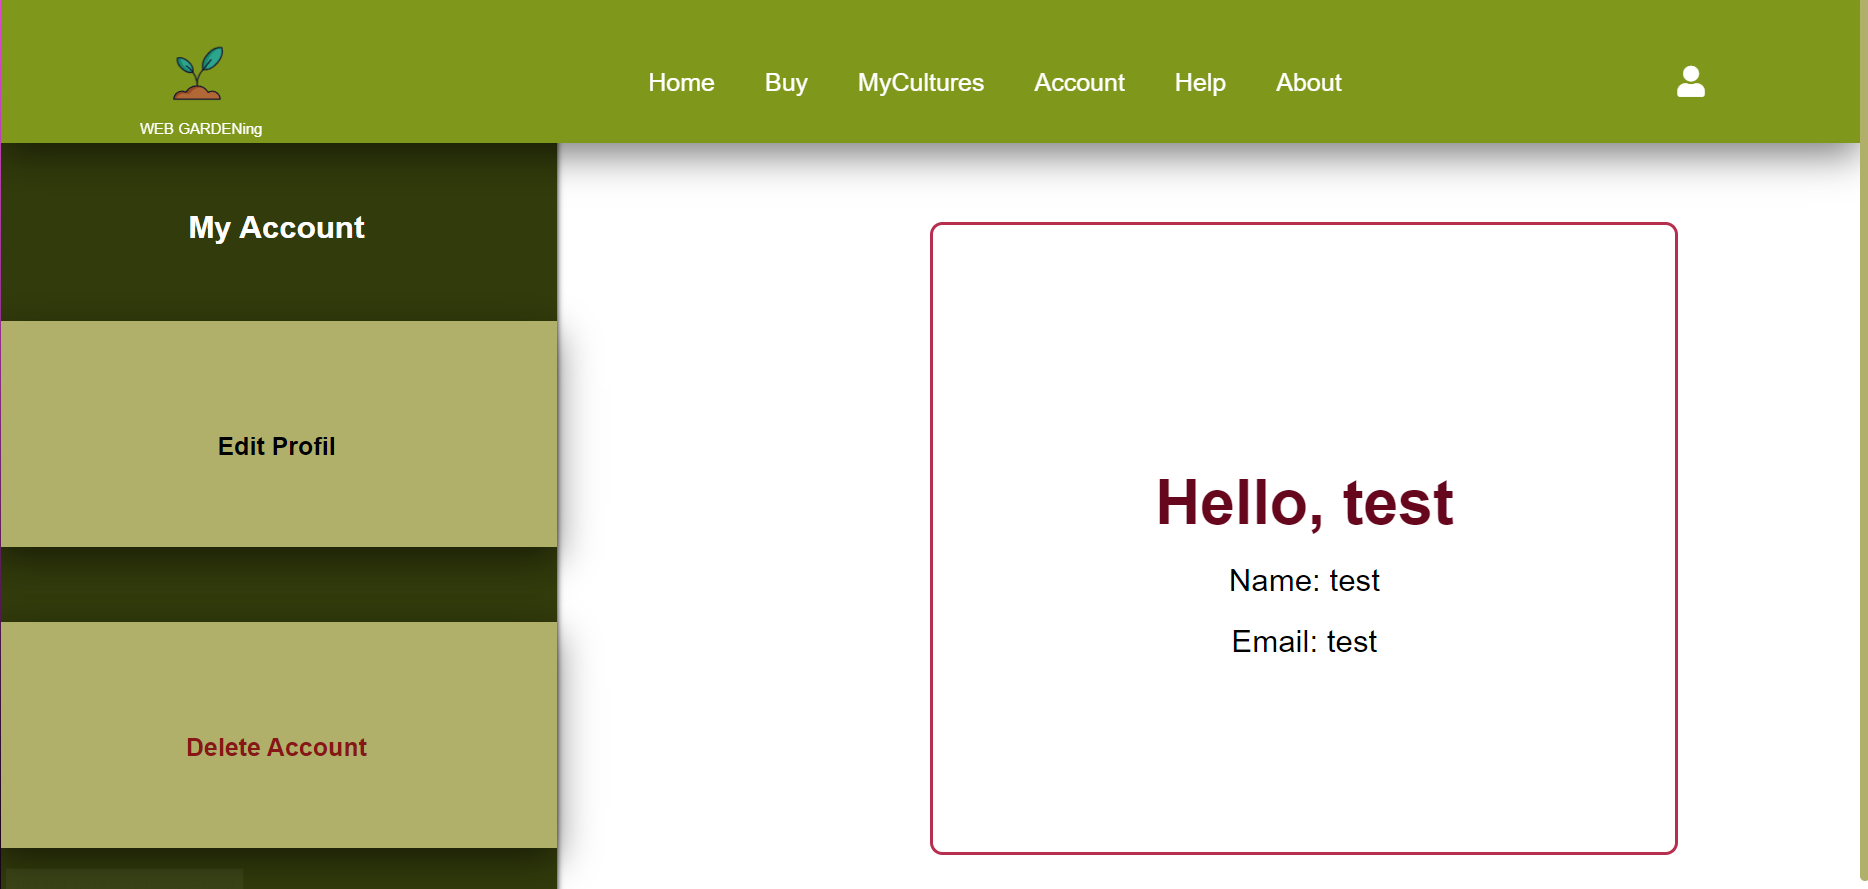 WEB GARDENing
Home Buy MyCultures Account Help About
My Account
Edit Profil
Delete Account
Hello, test
Name: test
Email: test